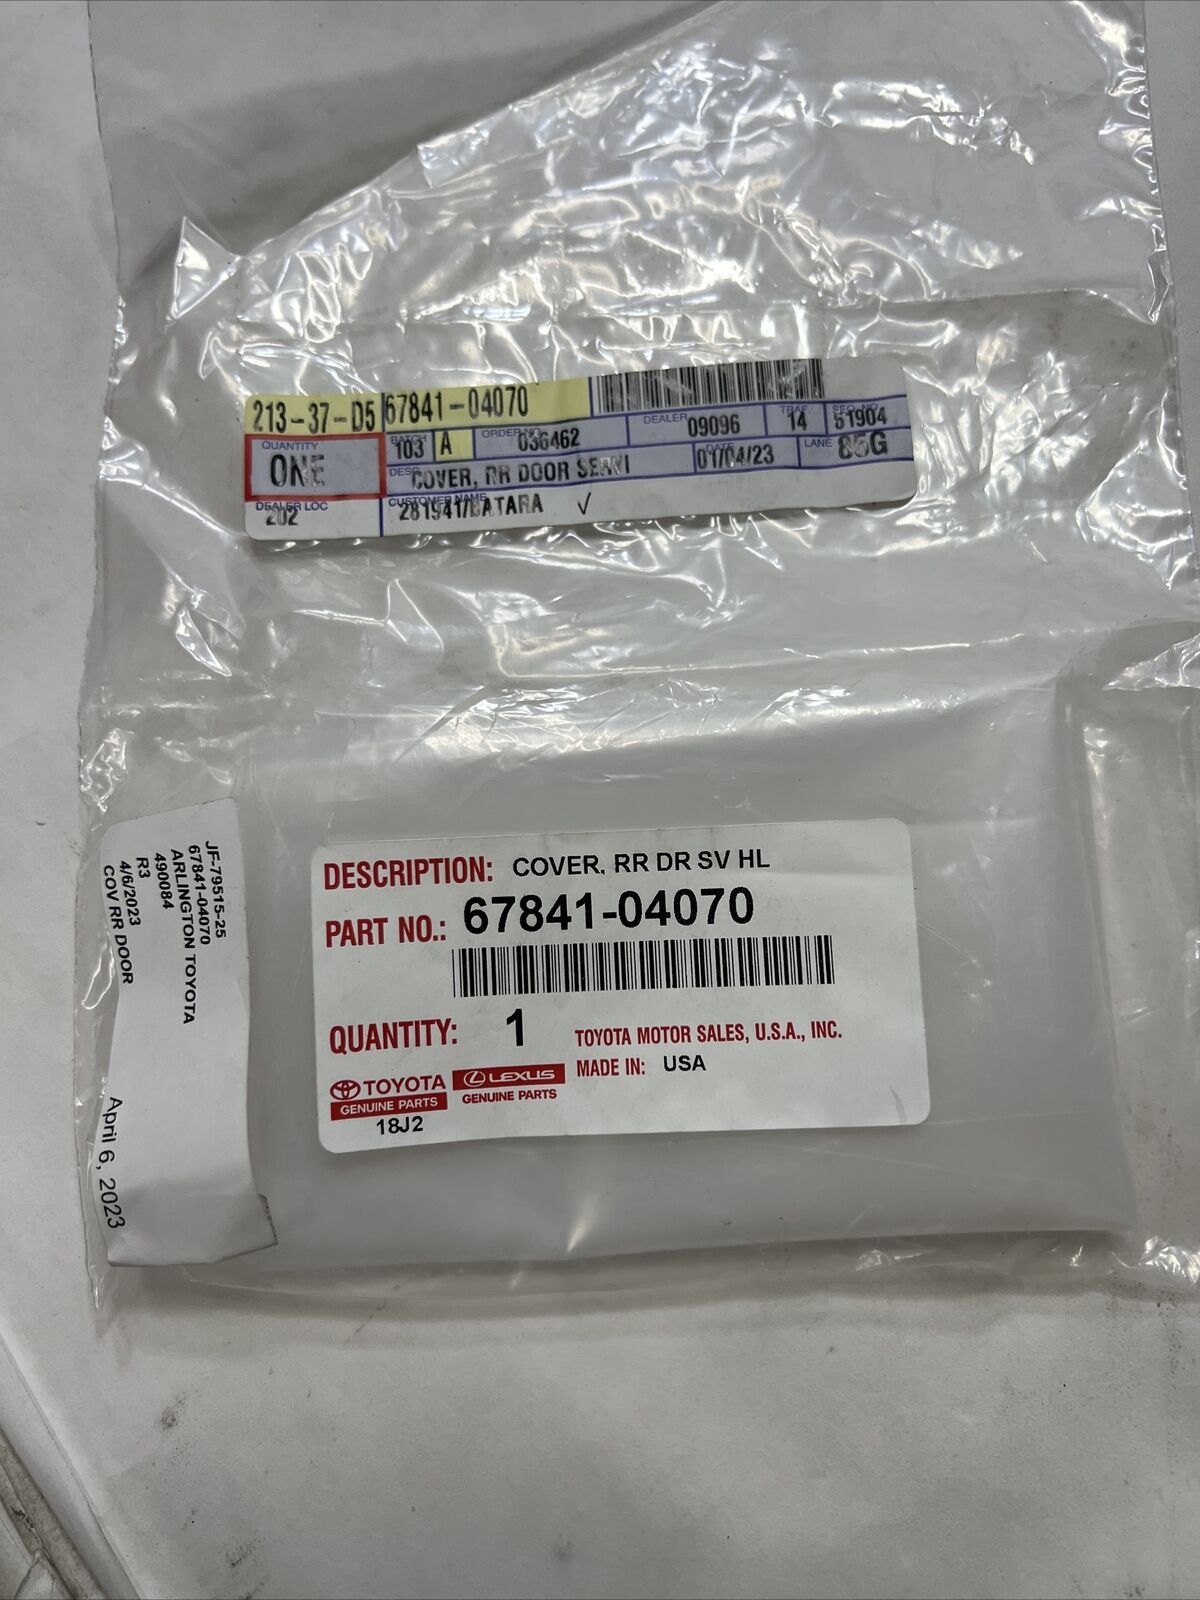 213-37-D5 67841-04070
QUANTITY
ONE
BATCH
103 A
ORDER NO.
036462
DEALER
09096
TRAF
14
SEQ. NO.
51904
DESC
COVER, RR DOOR SERVI
DATE
01/04/23
LANE
86G
DEALER LOC
202
CUSTOMER NAME
281941/BATARA ✓
JF-79515-25
67841-04070
ARLINGTON TOYOTA
490084
R3
4/6/2023
COV RR DOOR
April 6, 2023
DESCRIPTION: COVER, RR DR SV HL
PART NO.: 67841-04070
QUANTITY: 1
TOYOTA MOTOR SALES, U.S.A., INC.
MADE IN: USA
TOYOTA
GENUINE PARTS
LEXUS
GENUINE PARTS
18J2